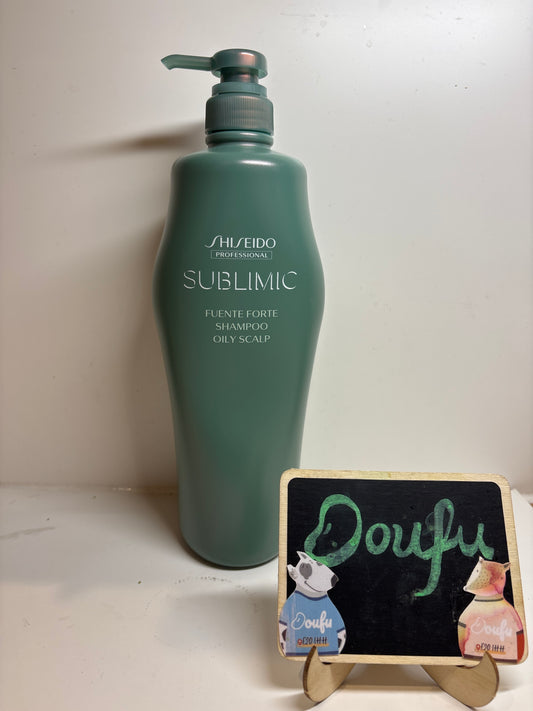 SHISEIDO
PROFESSIONAL
SUBLIMIC
FUENTE FORTE
SHAMPOO
OILY SCALP
Doufu
Doufu
Doufu